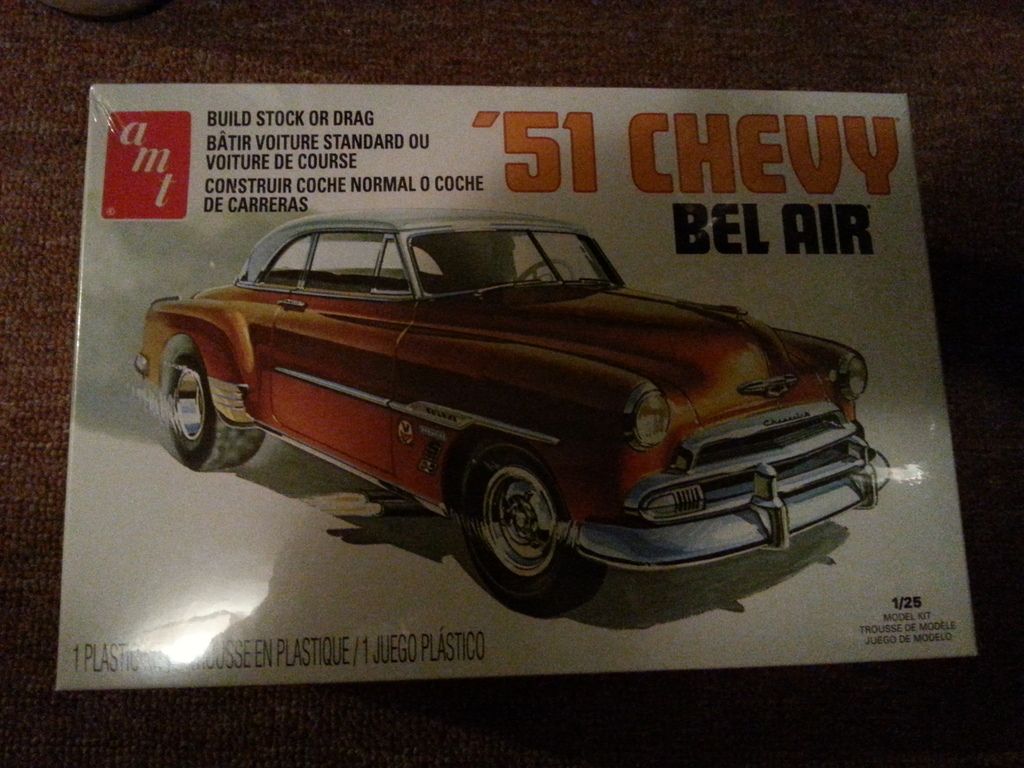 amt
BUILD STOCK OR DRAG
BÂTIR VOITURE STANDARD OU
VOITURE DE COURSE
CONSTRUIR COCHE NORMAL O COCHE
DE CARRERAS
'51 CHEVY
BEL AIR
Chevrolet
1/25
MODEL KIT
TROUSSE DE MODÈLE
JUEGO DE MODELO
1 PLASTIC EN PLASTIQUE / 1 JUEGO PLÁSTICO